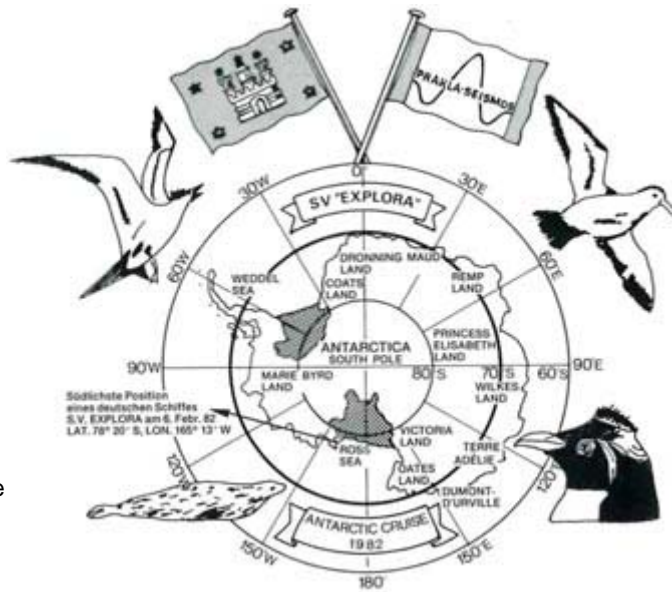 PRAKLA-SEISMOS
0°
30°W
30°E
SV "EXPLORA"
60°W
60°E
WEDDEL
SEA
DRONNING MAUD
LAND
COATS
LAND
REMP
LAND
ANTARCTICA
SOUTH POLE
PRINCESS
ELISABETH
LAND
90°W
MARIE BYRD
LAND
80°S
70°S
60°S
90°E
WILKES-
LAND
Südlichste Position
eines deutschen Schiffes
S.V. EXPLORA am 6. Febr. 82
LAT. 78° 20' S, LON. 165° 13' W
ROSS
SEA
VICTORIA
LAND
OATES
LAND
TERRE
ADÉLIE
DUMONT-
D'URVILLE
120°W
120°E
e
ANTARCTIC CRUISE
1982
150°W
150°E
180°